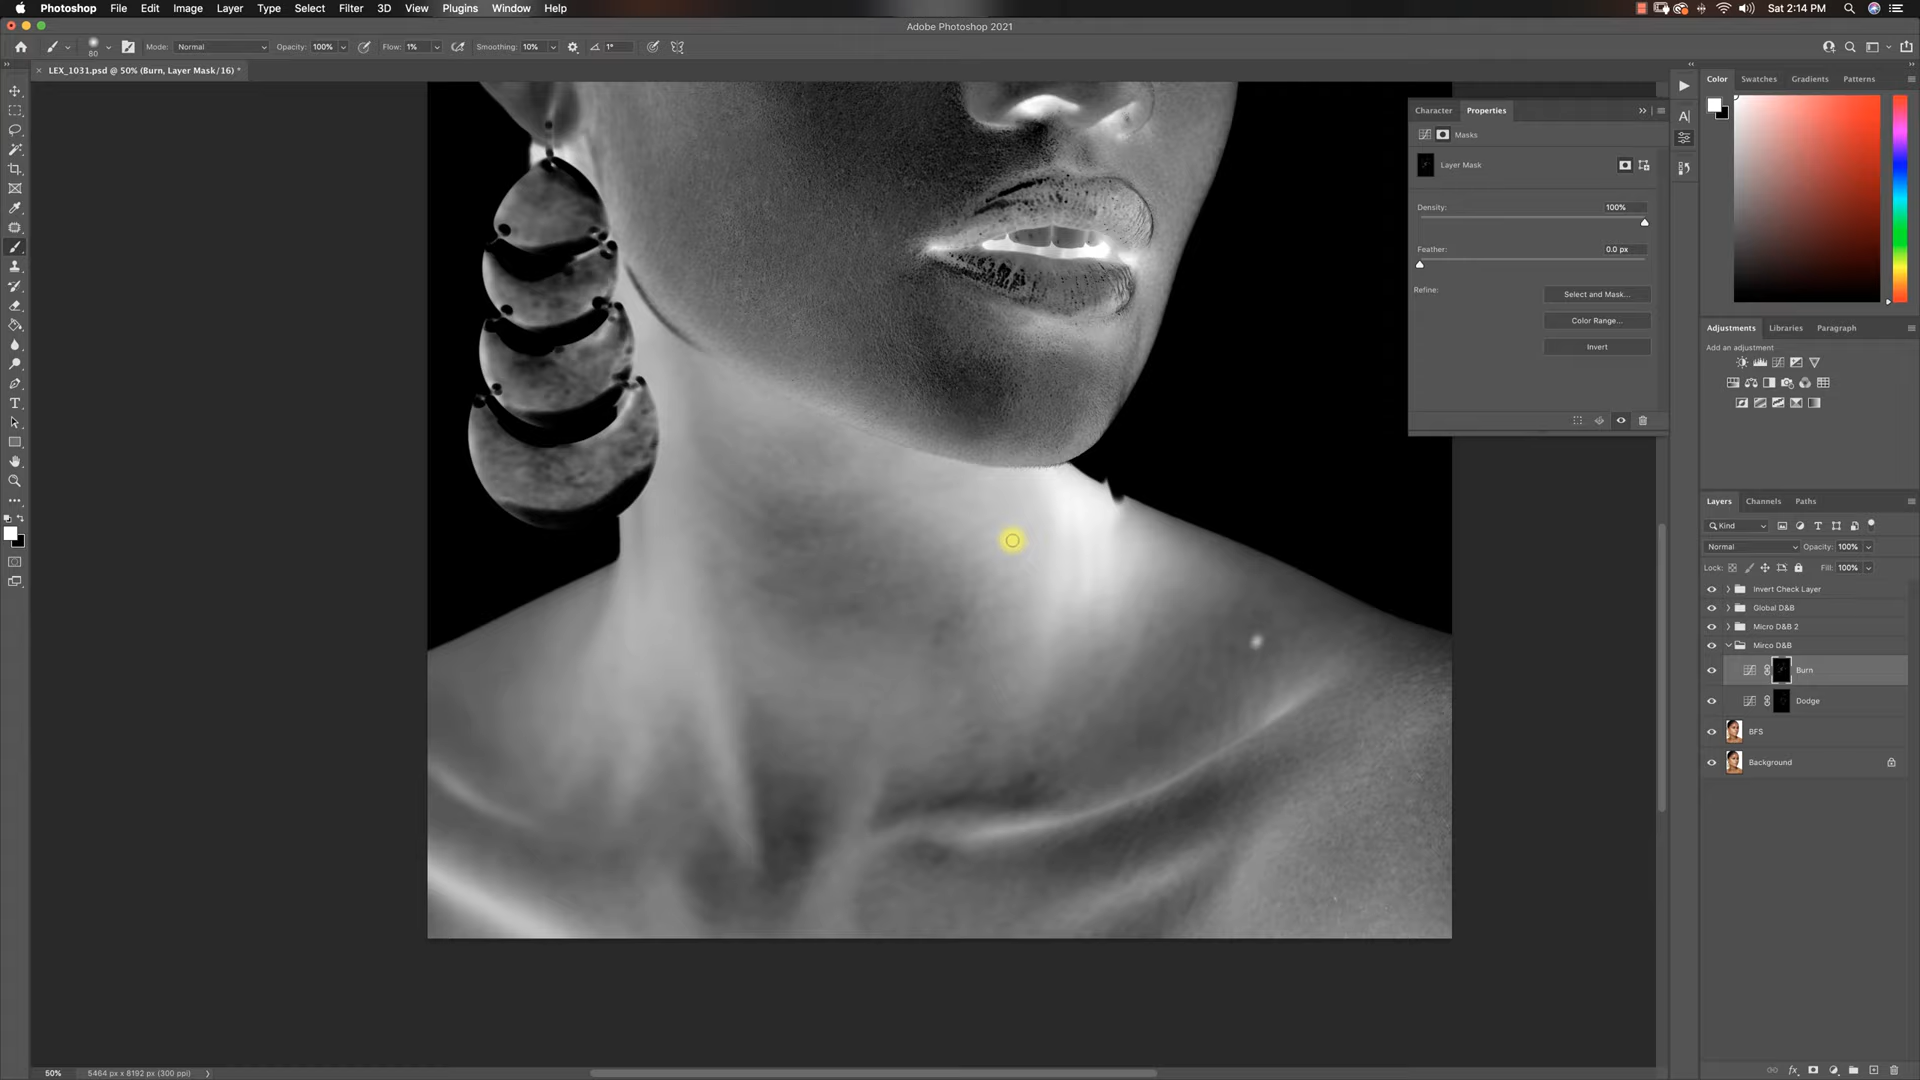 Photoshop File Edit Image Layer Type Select Filter 3D View Plugins Window Help Sat 2:14 PM
Adobe Photoshop 2021
80 Mode: Normal Opacity: 100% Flow: 1% Smoothing: 10% 1°
LEX_1031.psd @ 50% (Burn, Layer Mask/16) *
Color Swatches Gradients Patterns
Character Properties
Masks
Layer Mask
Density: 100%
Feather: 0.0 px
Refine:
Select and Mask...
Color Range...
Invert
Adjustments Libraries Paragraph
Add an adjustment
Layers Channels Paths
Kind
Normal Opacity: 100%
Lock: Fill: 100%
Invert Check Layer
Global D&B
Micro D&B 2
Mirco D&B
Burn
Dodge
BFS
Background
50% 5464 px x 8192 px (300 ppi)